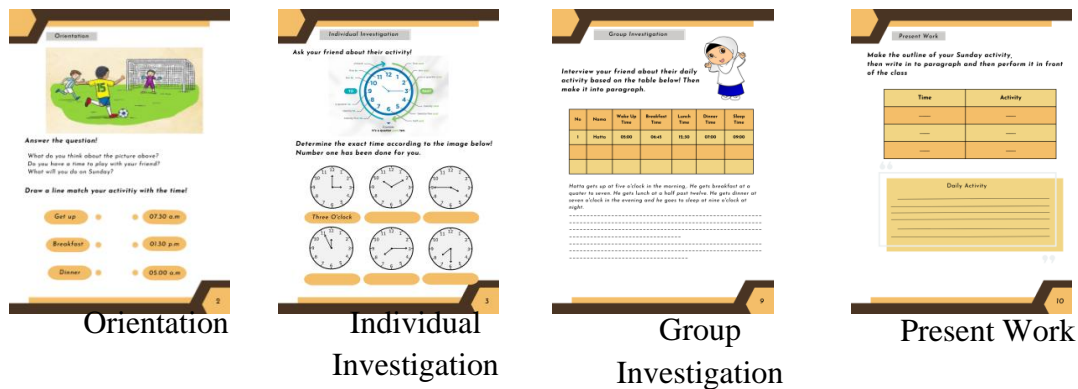 Orientation
Answer the question!
What do you think about the picture above?
Do you have a time to play with your friend?
What will you do on Sunday?
Draw a line match your activitiy with the time!
Get up
07.30 a.m
Breakfast
01.30 p.m
Dinner
05.00 a.m
2
Orientation
Individual Investigation
Ask your friend about their activity!
Determine the exact time according to the image below!
Number one has been done for you.
Three O'clock
3
Individual
Investigation
Group Investigation
Interview your friend about their daily
activity based on the table below! Then
make it into paragraph.
No Name Wake Up Time Breakfast Time Lunch Time Dinner Time Sleep Time
1 Hatta 05:00 06:45 12:30 07:00 09:00
Hatta gets up at five o'clock in the morning. He gets breakfast at a
quater to seven. He gets lunch at a half past twelve. He gets dinner at
seven o'clock in the evening and he goes to sleep at nine o'clock at
night.
9
Group
Investigation
Present Work
Make the outline of your Sunday activity,
then write in to paragraph and then perform it in front
of the class
Time Activity
Daily Activity
10
Present Work